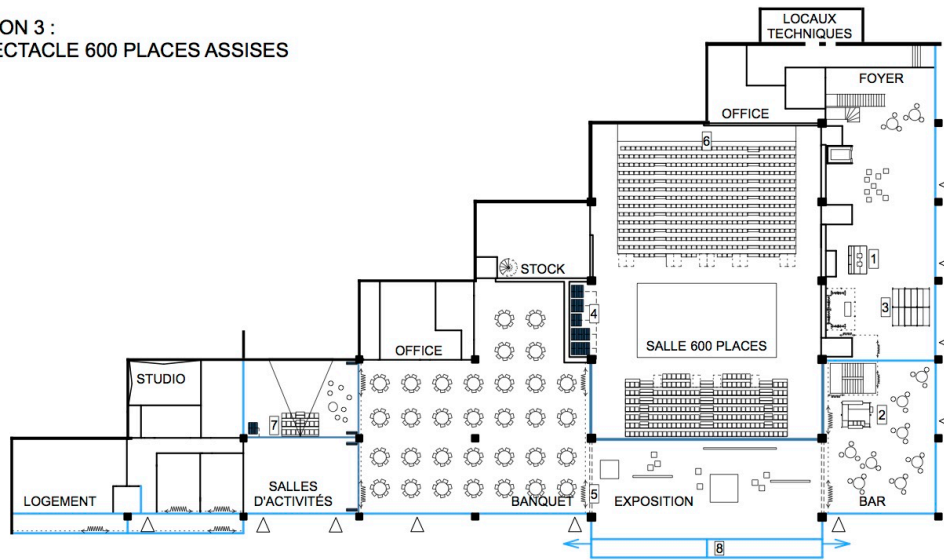 ON 3 :
ECTACLE 600 PLACES ASSISES
LOCAUX
TECHNIQUES
FOYER
OFFICE
6
1
STOCK
3
4
SALLE 600 PLACES
OFFICE
STUDIO
2
7
LOGEMENT
SALLES
D'ACTIVITÉS
BANQUET
5
EXPOSITION
BAR
8